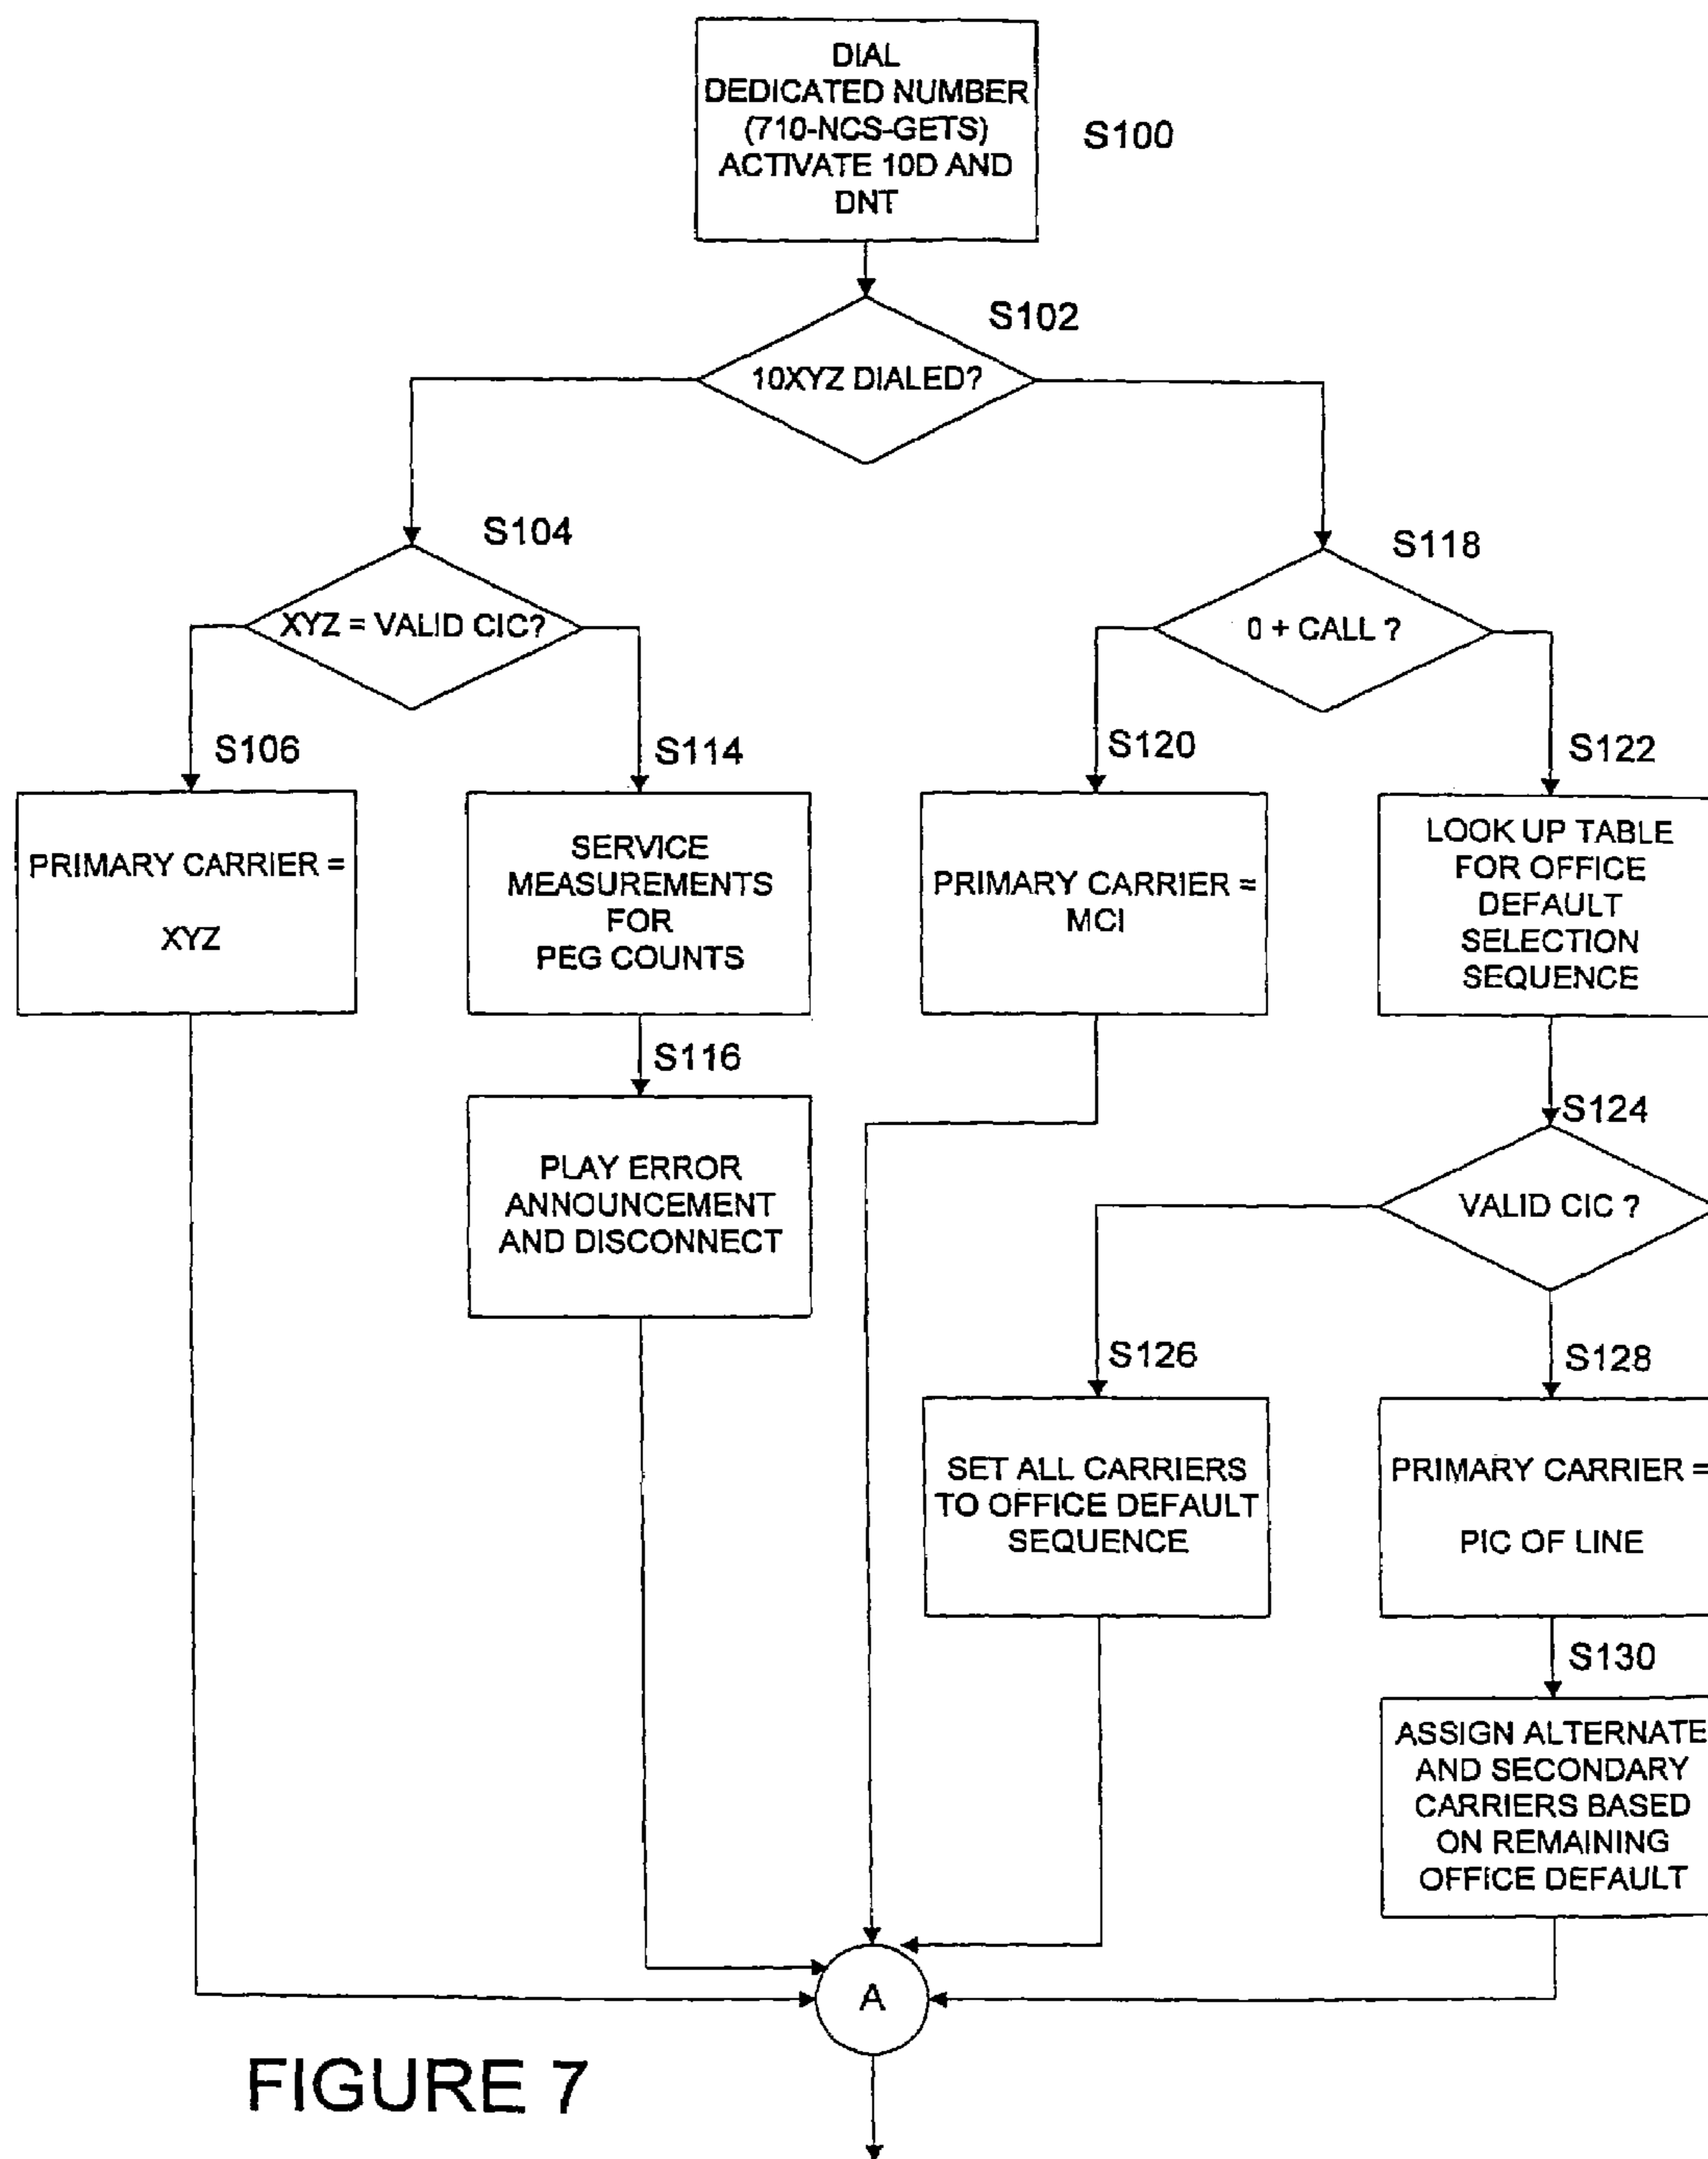 DIAL
DEDICATED NUMBER
(710-NCS-GETS)
ACTIVATE 10D AND
DNT
S100
S102
10XYZ DIALED?
S104
XYZ = VALID CIC?
S118
0 + CALL ?
S106
PRIMARY CARRIER =
XYZ
S114
SERVICE
MEASUREMENTS
FOR
PEG COUNTS
S116
PLAY ERROR
ANNOUNCEMENT
AND DISCONNECT
S120
PRIMARY CARRIER =
MCI
S122
LOOK UP TABLE
FOR OFFICE
DEFAULT
SELECTION
SEQUENCE
S124
VALID CIC ?
S126
SET ALL CARRIERS
TO OFFICE DEFAULT
SEQUENCE
S128
PRIMARY CARRIER =
PIC OF LINE
S130
ASSIGN ALTERNATE
AND SECONDARY
CARRIERS BASED
ON REMAINING
OFFICE DEFAULT
A
FIGURE 7